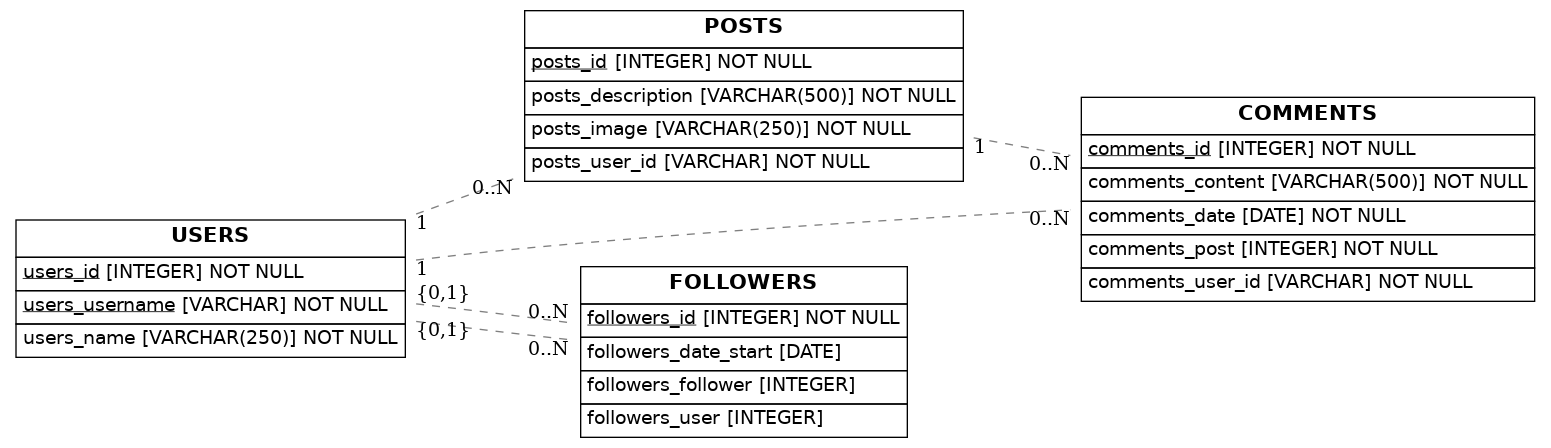 POSTS
posts_id [INTEGER] NOT NULL
posts_description [VARCHAR(500)] NOT NULL
posts_image [VARCHAR(250)] NOT NULL
posts_user_id [VARCHAR] NOT NULL
COMMENTS
comments_id [INTEGER] NOT NULL
comments_content [VARCHAR(500)] NOT NULL
comments_date [DATE] NOT NULL
comments_post [INTEGER] NOT NULL
comments_user_id [VARCHAR] NOT NULL
1
0..N
0..N
1
0..N
1
USERS
users_id [INTEGER] NOT NULL
users_username [VARCHAR] NOT NULL
users_name [VARCHAR(250)] NOT NULL
{0,1}
0..N
{0,1}
0..N
FOLLOWERS
followers_id [INTEGER] NOT NULL
followers_date_start [DATE]
followers_follower [INTEGER]
followers_user [INTEGER]